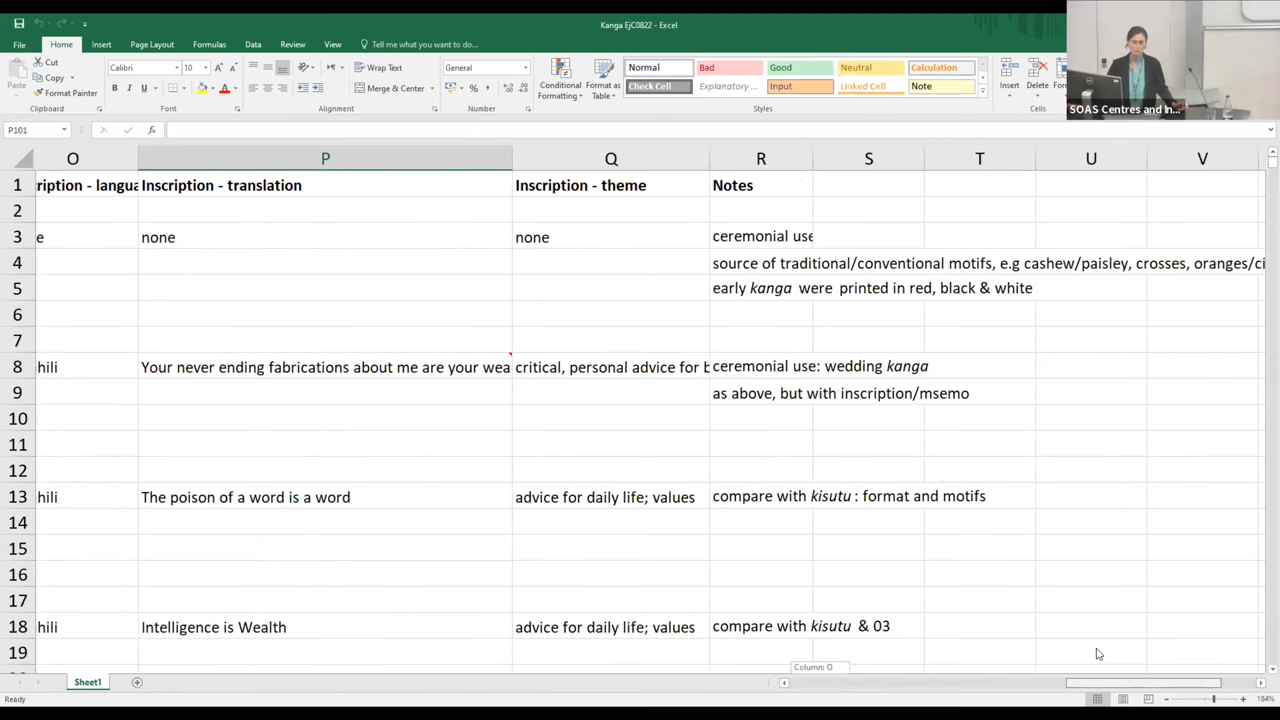 Kanga EjC0822 - Excel
File Home Insert Page Layout Formulas Data Review View Tell me what you want to do
Cut
Copy
Paste
Format Painter
Clipboard
Calibri 10
Font
Wrap Text
Merge & Center
Alignment
General
Number
Conditional Formatting
Format as Table
Normal Bad Good Neutral Calculation
Check Cell Explanatory ... Input Linked Cell Note
Styles
Insert Delete
Cells
SOAS Centres and In...
P101
O P Q R S T U V
1 ription - langua Inscription - translation Inscription - theme Notes
2
3 e none none ceremonial use
4 source of traditional/conventional motifs, e.g cashew/paisley, crosses, oranges/ci
5 early kanga were printed in red, black & white
6
7
8 hili Your never ending fabrications about me are your wea critical, personal advice for b ceremonial use: wedding kanga
9 as above, but with inscription/msemo
10
11
12
13 hili The poison of a word is a word advice for daily life; values compare with kisutu : format and motifs
14
15
16
17
18 hili Intelligence is Wealth advice for daily life; values compare with kisutu & 03
19
Column: O
Sheet1
Ready
184%